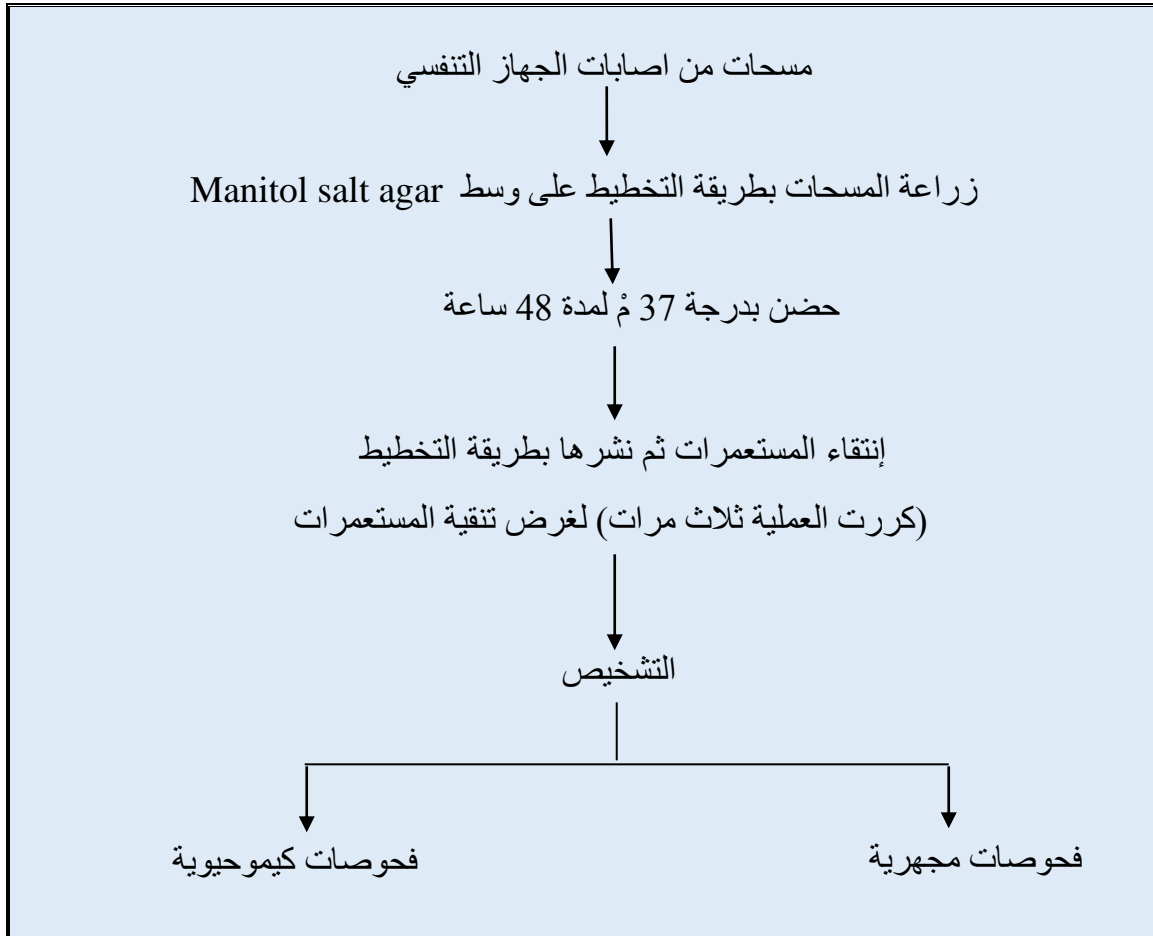 مسحات من اصابات الجهاز التنفسي
زراعة المسحات بطريقة التخطيط على وسط Manitol salt agar
حضن بدرجة 37 مْ لمدة 48 ساعة
إنتقاء المستعمرات ثم نشرها بطريقة التخطيط
(كررت العملية ثلاث مرات) لغرض تنقية المستعمرات
التشخيص
فحوصات مجهرية
فحوصات كيموحيوية